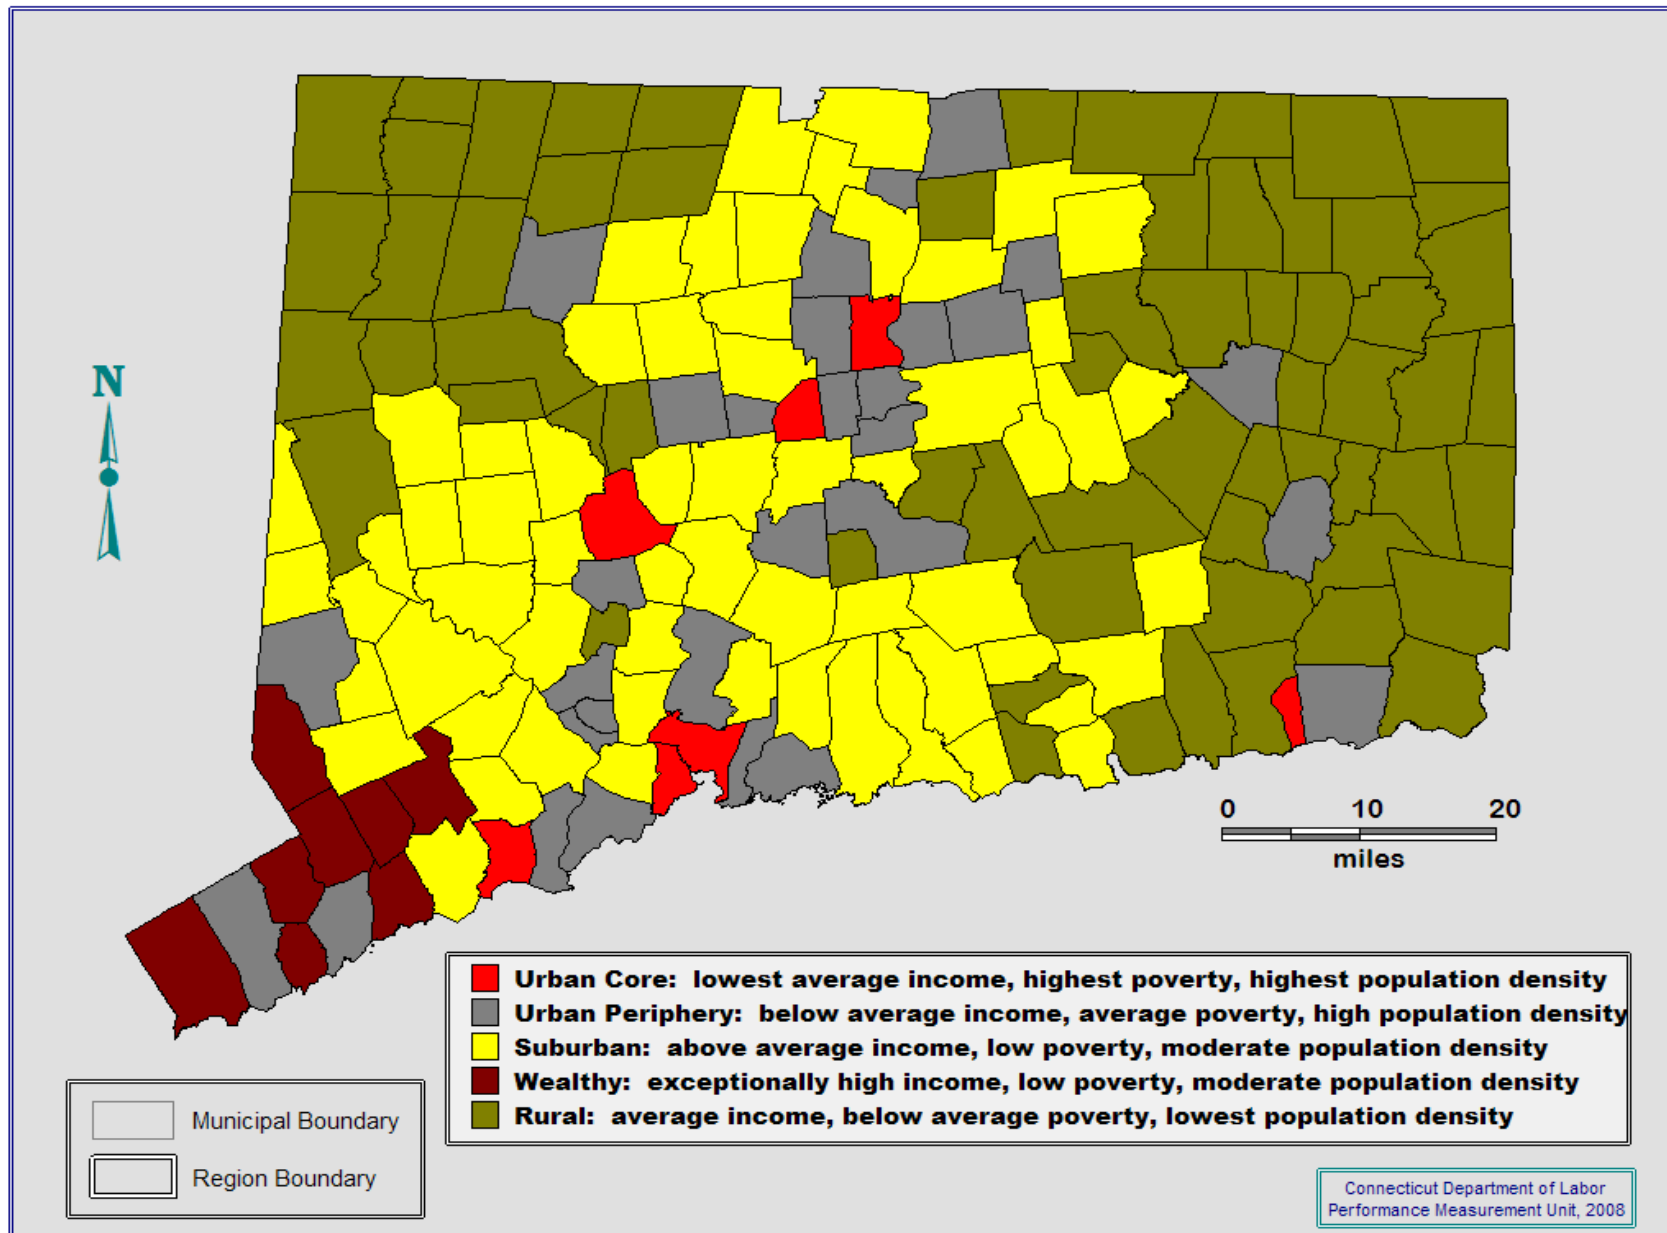 N
0 10 20
miles
Urban Core: lowest average income, highest poverty, highest population density
Urban Periphery: below average income, average poverty, high population density
Suburban: above average income, low poverty, moderate population density
Wealthy: exceptionally high income, low poverty, moderate population density
Rural: average income, below average poverty, lowest population density
Municipal Boundary
Region Boundary
Connecticut Department of Labor
Performance Measurement Unit, 2008